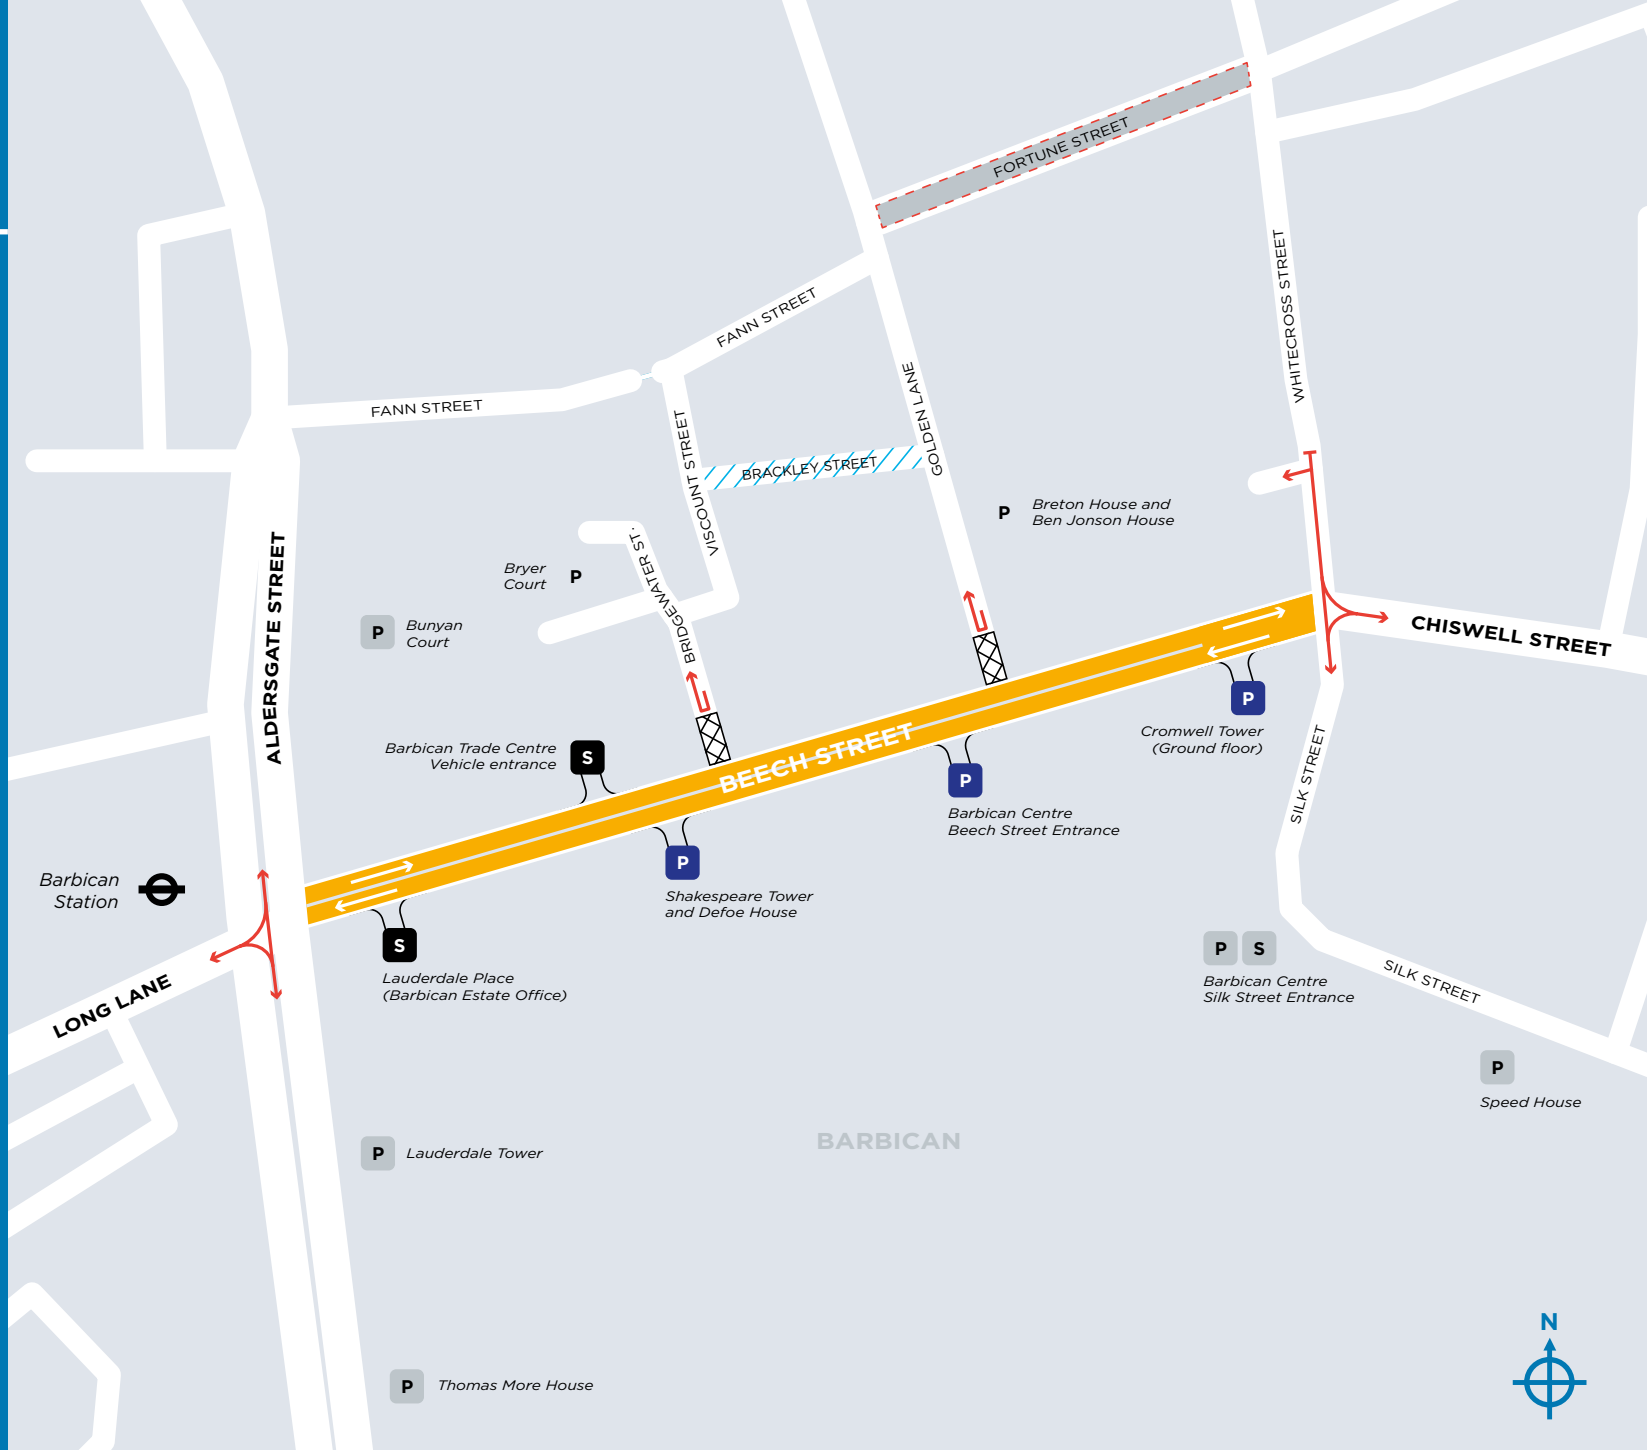 FORTUNE STREET
FANN STREET
WHITECROSS STREET
FANN STREET
GOLDEN LANE
VISCOUNT STREET
BRACKLEY STREET
P
Breton House and
Ben Jonson House
BRIDGEWATER ST.
Bryer
Court
P
P
Bunyan
Court
ALDERSGATE STREET
CHISWELL STREET
P
Cromwell Tower
(Ground floor)
Barbican Trade Centre
Vehicle entrance
S
BEECH STREET
SILK STREET
P
Barbican Centre
Beech Street Entrance
P
Shakespeare Tower
and Defoe House
Barbican
Station
S
Lauderdale Place
(Barbican Estate Office)
P S
Barbican Centre
Silk Street Entrance
SILK STREET
LONG LANE
P
Speed House
BARBICAN
P Lauderdale Tower
N
P Thomas More House